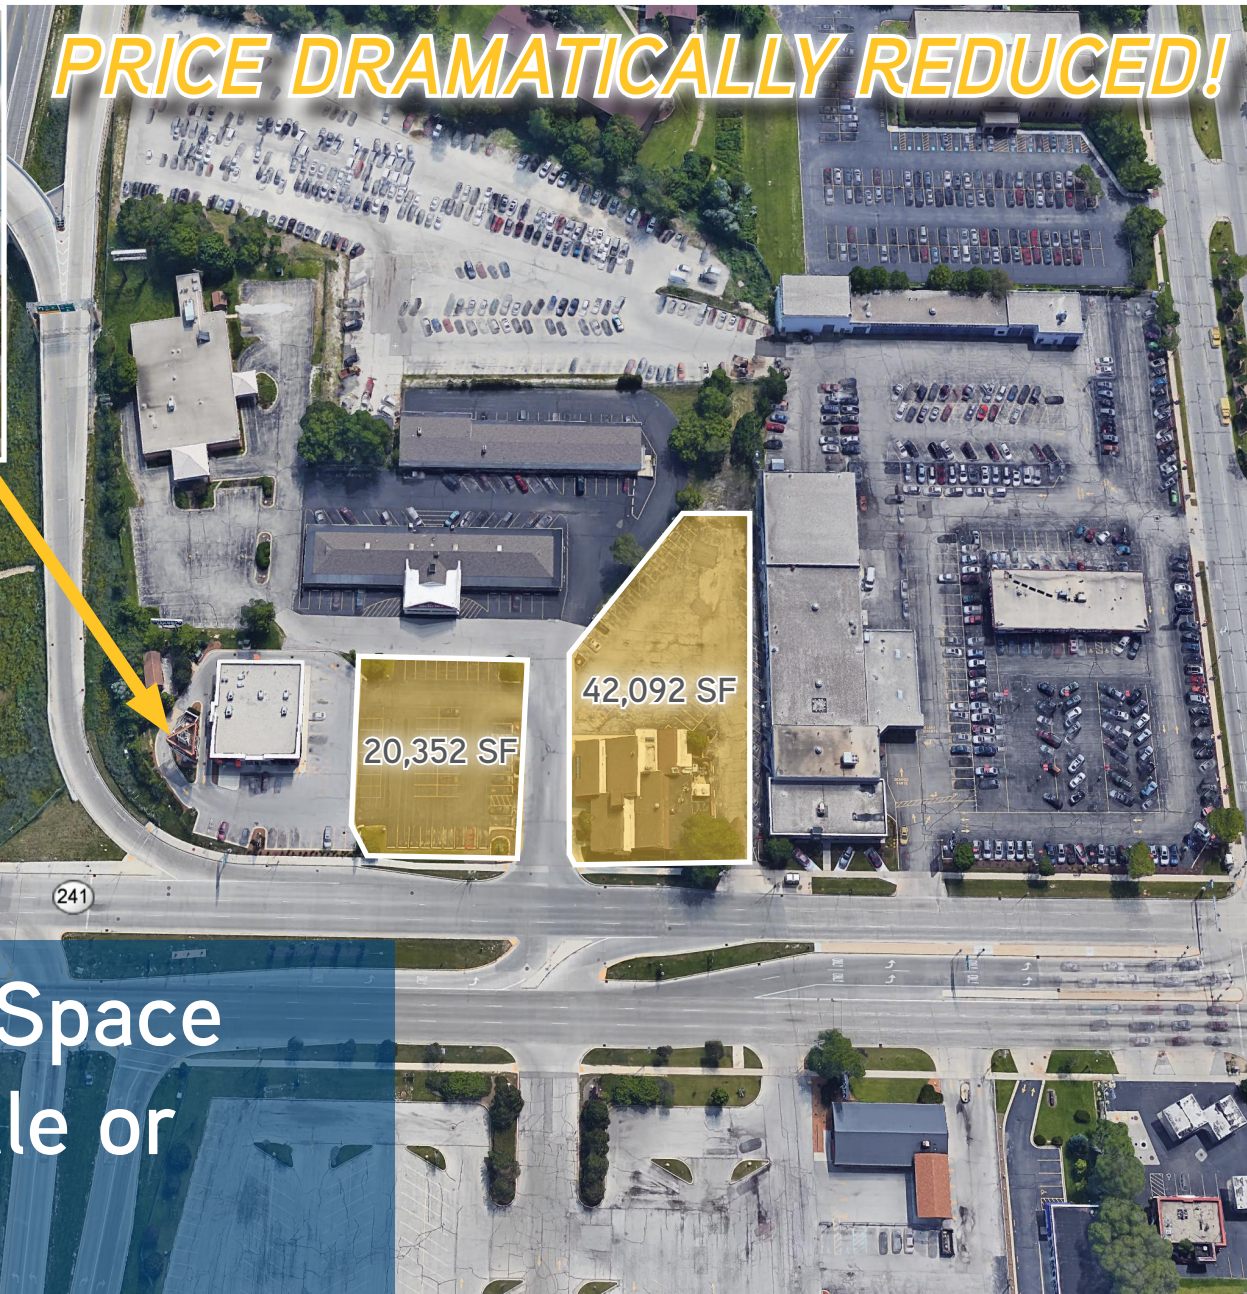 PRICE DRAMATICALLY REDUCED!
42,092 SF
20,352 SF
241
Space
le or